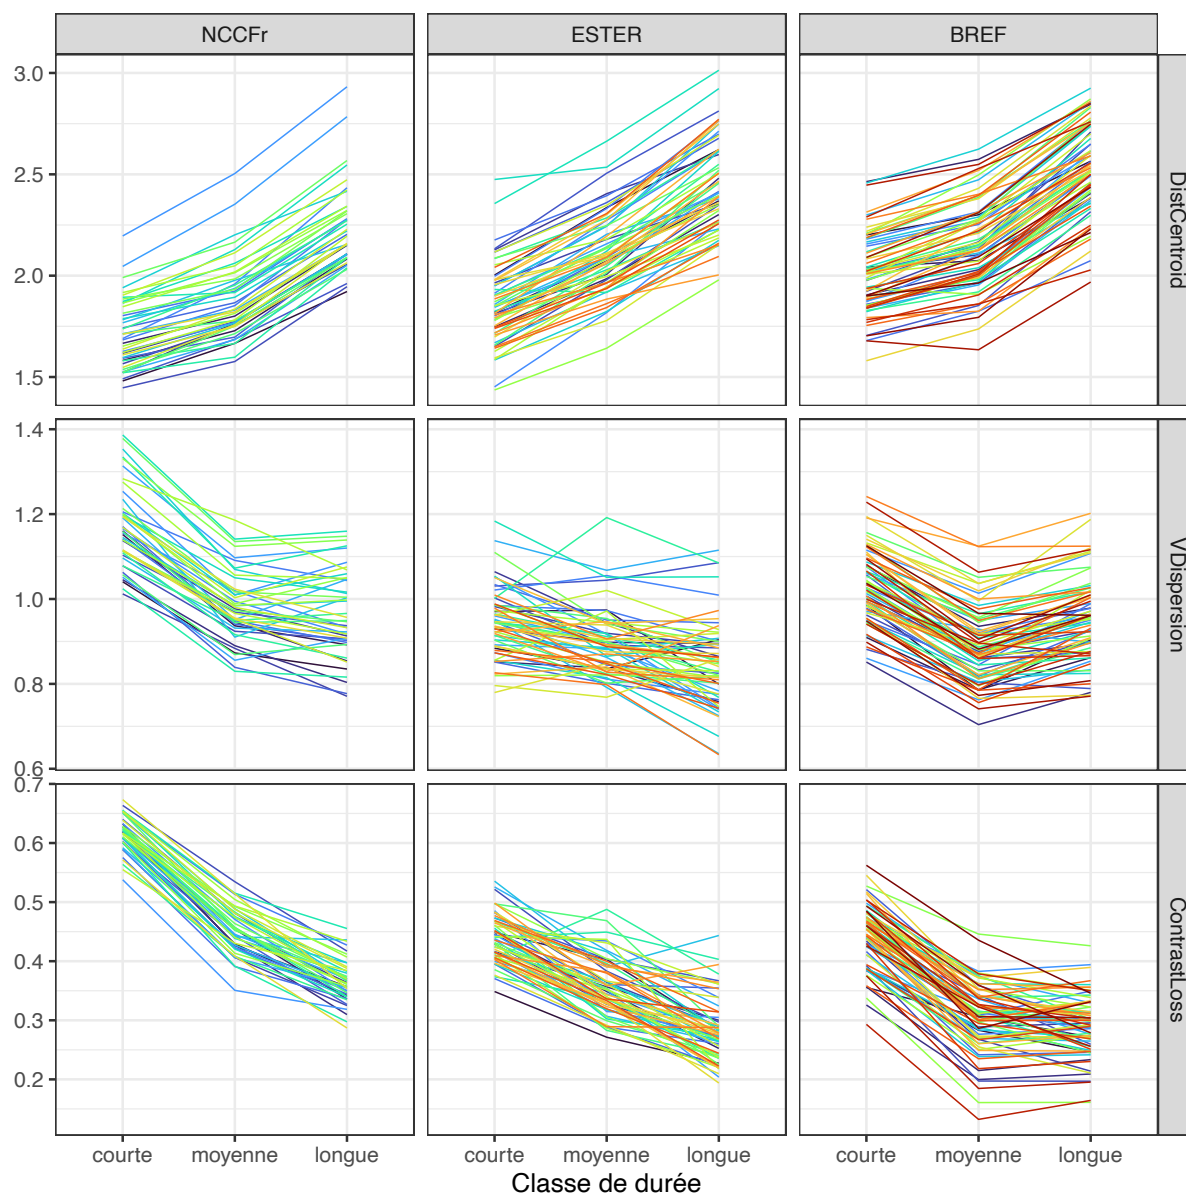 NCCFr ESTER BREF
3.0
2.5
2.0
1.5
DistCentroid
1.4
1.2
1.0
0.8
0.6
VDispersion
0.7
0.6
0.5
0.4
0.3
0.2
ContrastLoss
courte moyenne longue courte moyenne longue courte moyenne longue
Classe de durée